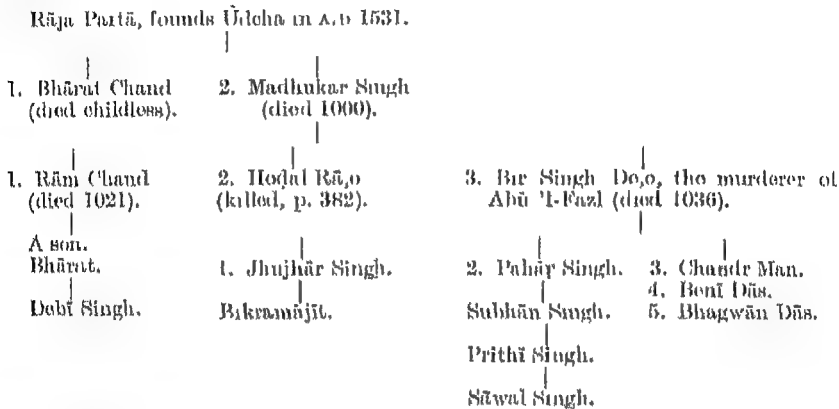 Rāja Partā, founds Ūdcha in A.D 1531.
1. Bhārat Chand 2. Madhukar Singh
(died childless). (died 1000).
1. Rām Chand 2. Hodal Rā,o 3. Bīr Singh De,o, the murderer of
(died 1021). (killed, p. 382). Abū 'l-Fazl (died 1036).
A son.
Bhārat. 1. Jhujhār Singh. 2. Pahār Singh. 3. Chandr Man.
4. Benī Dās.
Debī Singh. Bikramājīt. Subhān Singh. 5. Bhagwān Dās.
Prithī Singh.
Sāwal Singh.